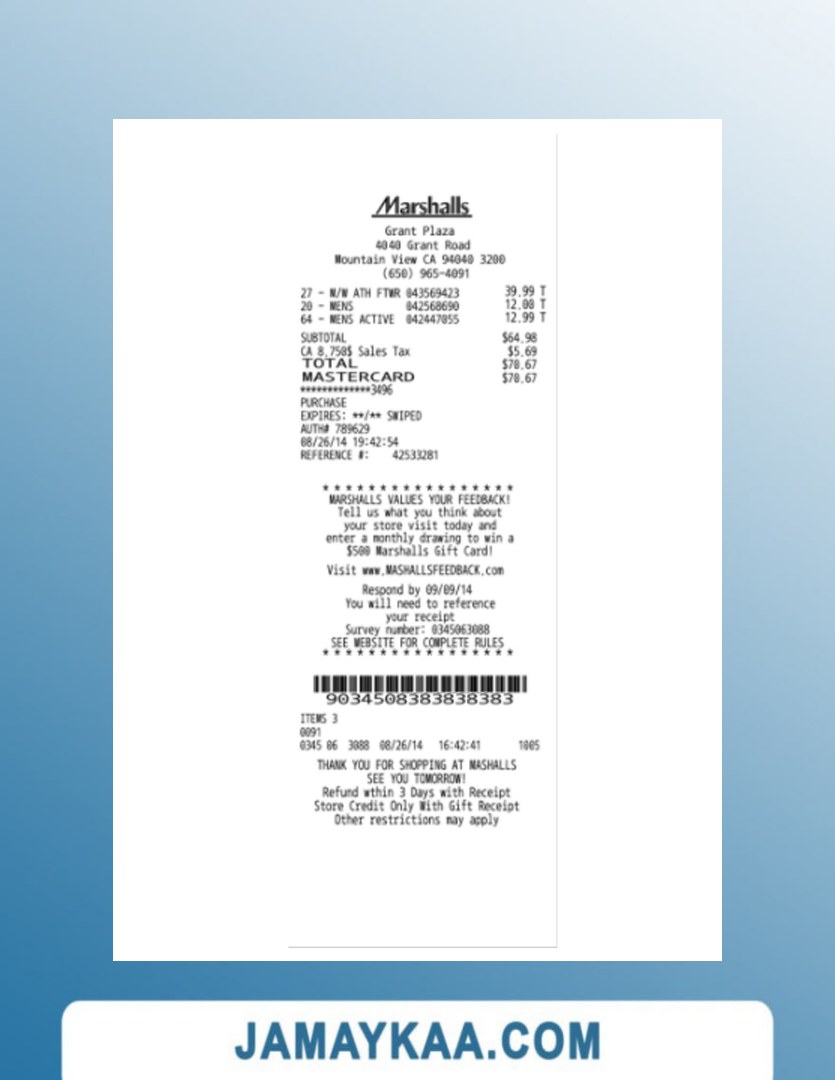 Marshalls
Grant Plaza
4040 Grant Road
Mountain View CA 94040 3200
(650) 965-4091
27 - M/W ATH FTWR 043569423 39.99 T
20 - MENS 042568690 12.00 T
64 - MENS ACTIVE 042447055 12.99 T
SUBTOTAL $64.98
CA 8.750$ Sales Tax $5.69
TOTAL $70.67
MASTERCARD $70.67
*************3496
PURCHASE
EXPIRES: **/** SWIPED
AUTH# 789629
08/26/14 19:42:54
REFERENCE #: 42533281
* * * * * * * * * * * * * * * * *
MARSHALLS VALUES YOUR FEEDBACK!
Tell us what you think about
your store visit today and
enter a monthly drawing to win a
$500 Marshalls Gift Card!
Visit www.MASHALLSFEEDBACK.com
Respond by 09/09/14
You will need to reference
your receipt
Survey number: 0345063088
SEE WEBSITE FOR COMPLETE RULES
* * * * * * * * * * * * * * * * *
9034508383838383
ITEMS 3
0091
0345 06 3088 08/26/14 16:42:41 1005
THANK YOU FOR SHOPPING AT MASHALLS
SEE YOU TOMORROW!
Refund wthin 3 Days with Receipt
Store Credit Only With Gift Receipt
Other restrictions may apply
JAMAYKAA.COM